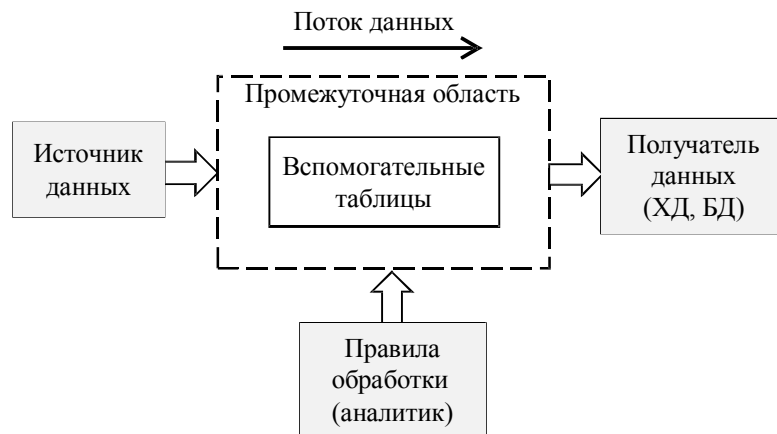 Поток данных
Промежуточная область
Источник
данных
Вспомогательные
таблицы
Получатель
данных
(ХД, БД)
Правила
обработки
(аналитик)